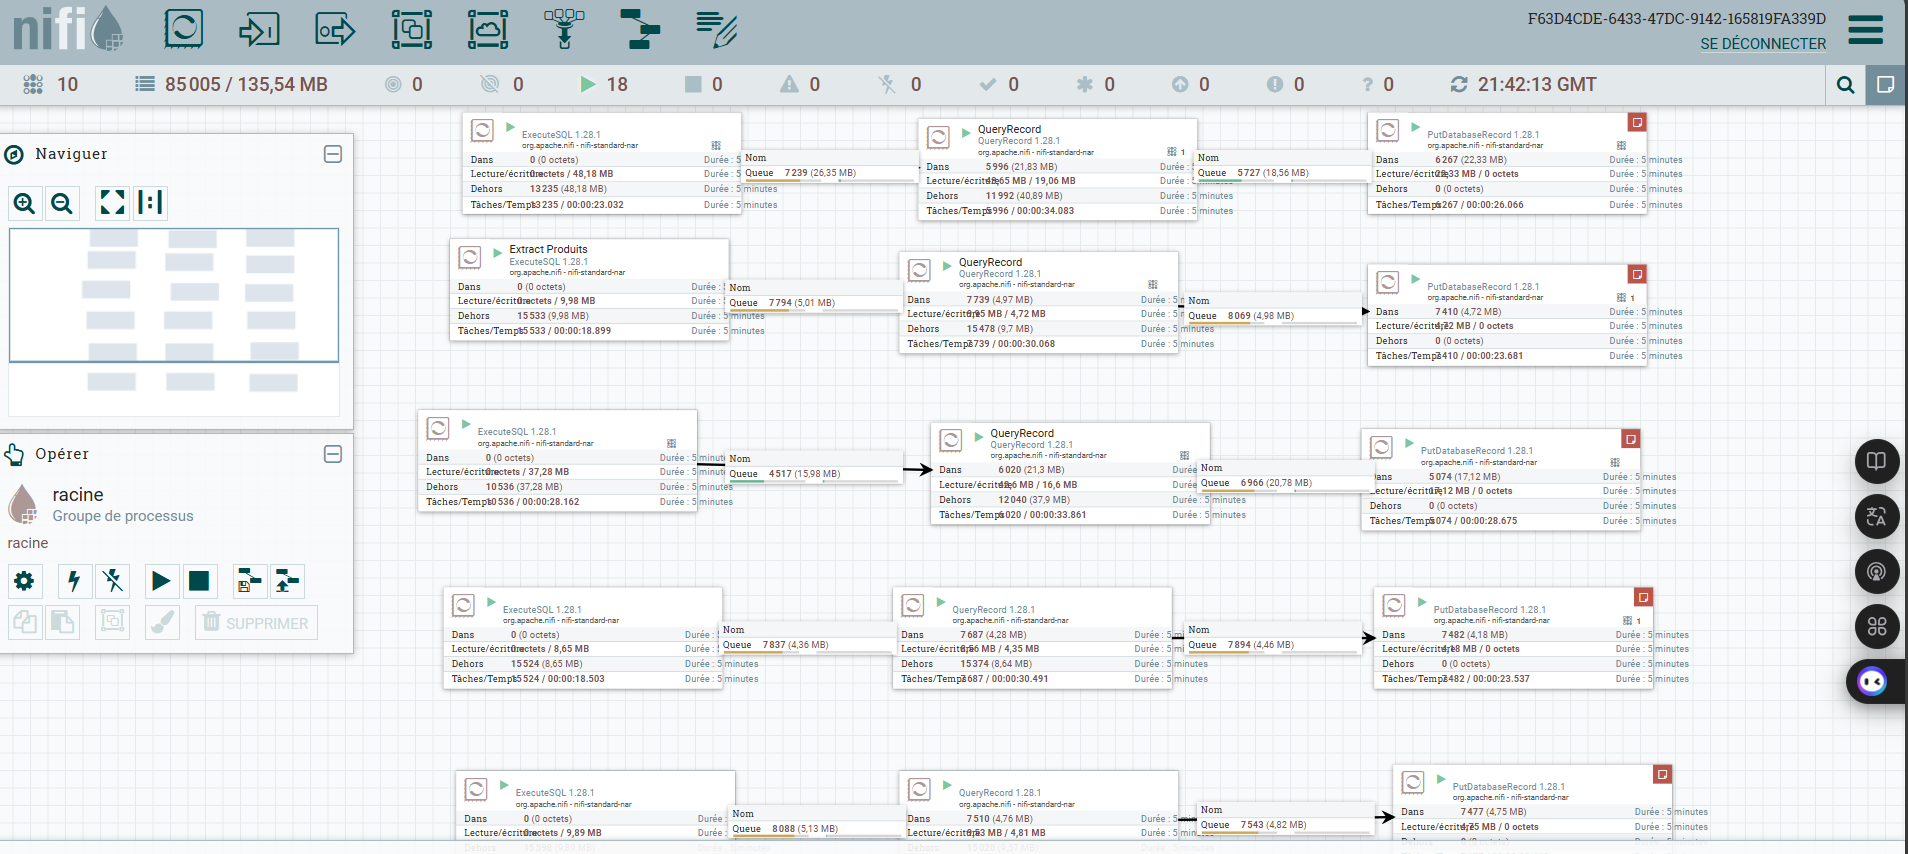 nifi
F63D4CDE-6433-47DC-9142-165819FA339D
SE DÉCONNECTER
10
85 005 / 135,54 MB
0
0
18
0
0
0
0
0
0
0
? 0
21:42:13 GMT
Naviguer
Opérer
racine
Groupe de processus
racine
SUPPRIMER
ExecuteSQL 1.28.1
org.apache.nifi - nifi-standard-nar
Dans 0 (0 octets) Durée : 5
Lecture/écriture octets / 48,18 MB
Dehors 13 235 (48,18 MB) Durée : 5 minutes
Tâches/Temps 13 235 / 00:00:23.032 Durée : 5 minutes
Nom
Queue 7 239 (26,35 MB)
QueryRecord
QueryRecord 1.28.1
org.apache.nifi - nifi-standard-nar
1
Dans 5 996 (21,83 MB) Durée :
Lecture/écriture 65 MB / 19,06 MB Durée :
Dehors 11 992 (40,89 MB) Durée : 5 minutes
Tâches/Temps 5 996 / 00:00:34.083 Durée : 5 minutes
Nom
Queue 5 727 (18,56 MB)
PutDatabaseRecord 1.28.1
org.apache.nifi - nifi-standard-nar
Dans 6 267 (22,33 MB) Durée : 5 minutes
Lecture/écriture 22,33 MB / 0 octets Durée : 5 minutes
Dehors 0 (0 octets) Durée : 5 minutes
Tâches/Temps 6 267 / 00:00:26.066 Durée : 5 minutes
Extract Produits
ExecuteSQL 1.28.1
org.apache.nifi - nifi-standard-nar
Dans 0 (0 octets) Durée :
Lecture/écriture octets / 9,98 MB Durée :
Dehors 15 533 (9,98 MB) Durée : 5 minutes
Tâches/Temps 15 533 / 00:00:18.899 Durée : 5 minutes
Nom
Queue 7 794 (5,01 MB)
QueryRecord
QueryRecord 1.28.1
org.apache.nifi - nifi-standard-nar
Dans 7 739 (4,97 MB) Durée : 5
Lecture/écriture 9,95 MB / 4,72 MB Durée : 5
Dehors 15 478 (9,7 MB) Durée : 5 minutes
Tâches/Temps 7 739 / 00:00:30.068 Durée : 5 minutes
Nom
Queue 8 069 (4,98 MB)
PutDatabaseRecord 1.28.1
org.apache.nifi - nifi-standard-nar
1
Dans 7 410 (4,72 MB) Durée : 5 minutes
Lecture/écriture 4,72 MB / 0 octets Durée : 5 minutes
Dehors 0 (0 octets) Durée : 5 minutes
Tâches/Temps 7 410 / 00:00:23.681 Durée : 5 minutes
ExecuteSQL 1.28.1
org.apache.nifi - nifi-standard-nar
Dans 0 (0 octets) Durée : 5 minutes
Lecture/écriture octets / 37,28 MB Durée : 5 minutes
Dehors 10 536 (37,28 MB) Durée : 5 minutes
Tâches/Temps 10 536 / 00:00:28.162 Durée : 5 minutes
Nom
Queue 4 517 (15,98 MB)
QueryRecord
QueryRecord 1.28.1
org.apache.nifi - nifi-standard-nar
Dans 6 020 (21,3 MB) Durée
Lecture/écriture MB / 16,6 MB Durée
Dehors 12 040 (37,9 MB) Durée : 5 minutes
Tâches/Temps 6 020 / 00:00:33.861 Durée : 5 minutes
Nom
Queue 6 966 (20,78 MB)
PutDatabaseRecord 1.28.1
org.apache.nifi - nifi-standard-nar
Dans 5 074 (17,12 MB) Durée : 5 minutes
Lecture/écriture 17,12 MB / 0 octets Durée : 5 minutes
Dehors 0 (0 octets) Durée : 5 minutes
Tâches/Temps 5 074 / 00:00:28.675 Durée : 5 minutes
ExecuteSQL 1.28.1
org.apache.nifi - nifi-standard-nar
Dans 0 (0 octets) Durée :
Lecture/écriture octets / 8,65 MB Durée :
Dehors 15 524 (8,65 MB) Durée : 5 minutes
Tâches/Temps 15 524 / 00:00:18.503 Durée : 5 minutes
Nom
Queue 7 837 (4,36 MB)
QueryRecord 1.28.1
org.apache.nifi - nifi-standard-nar
Dans 7 687 (4,28 MB) Durée : 5
Lecture/écriture MB / 4,35 MB Durée : 5
Dehors 15 374 (8,64 MB) Durée : 5 minutes
Tâches/Temps 7 687 / 00:00:30.491 Durée : 5 minutes
Nom
Queue 7 894 (4,46 MB)
PutDatabaseRecord 1.28.1
org.apache.nifi - nifi-standard-nar
1
Dans 7 482 (4,18 MB) Durée : 5 minutes
Lecture/écriture 4,18 MB / 0 octets Durée : 5 minutes
Dehors 0 (0 octets) Durée : 5 minutes
Tâches/Temps 7 482 / 00:00:23.537 Durée : 5 minutes
ExecuteSQL 1.28.1
org.apache.nifi - nifi-standard-nar
Dans 0 (0 octets) Durée :
Lecture/écriture octets / 9,89 MB Durée :
Nom
Queue 8 088 (5,13 MB)
QueryRecord 1.28.1
org.apache.nifi - nifi-standard-nar
Dans 7 510 (4,76 MB) Durée : 5
Lecture/écriture 9,53 MB / 4,81 MB Durée : 5
Nom
Queue 7 543 (4,82 MB)
PutDatabaseRecord 1.28.1
org.apache.nifi - nifi-standard-nar
Dans 7 477 (4,75 MB) Durée : 5 minutes
Lecture/écriture 4,75 MB / 0 octets Durée : 5 minutes